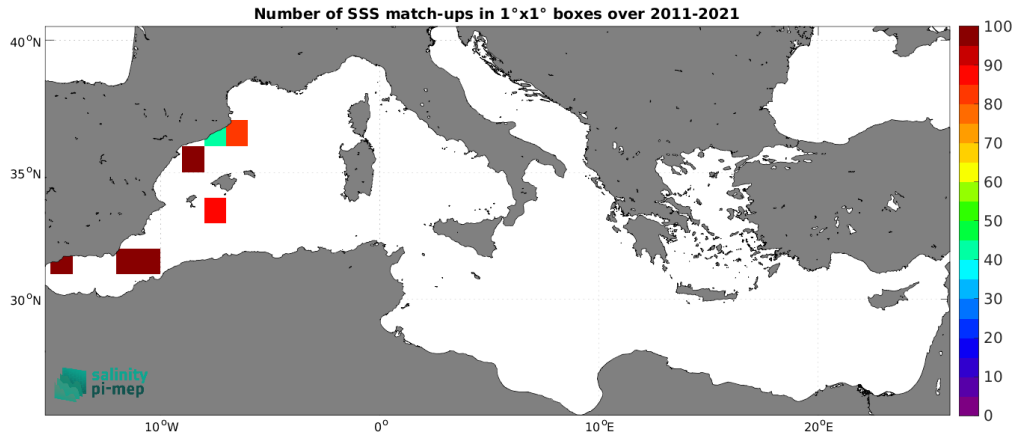 Number of SSS match-ups in 1°x1° boxes over 2011-2021
40°N
35°N
30°N
10°W
0°
10°E
20°E
100
90
80
70
60
50
40
30
20
10
0
salinity
pi-mep